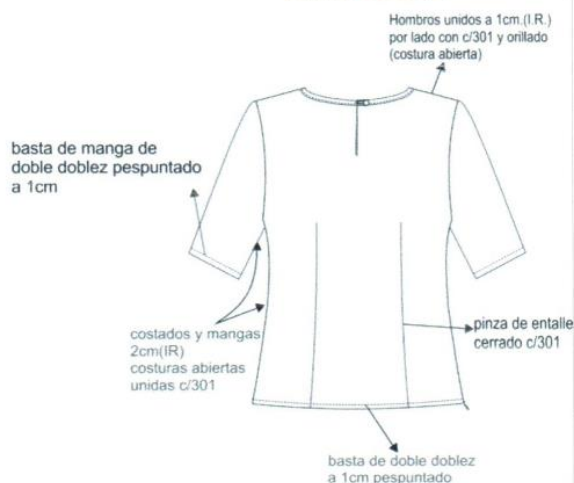 Hombros unidos a 1cm.(I.R.)
por lado con c/301 y orillado
(costura abierta)
basta de manga de
doble doblez pespuntado
a 1cm
costados y mangas
2cm(IR)
costuras abiertas
unidas c/301
pinza de entalle
cerrado c/301
basta de doble doblez
a 1cm pespuntado